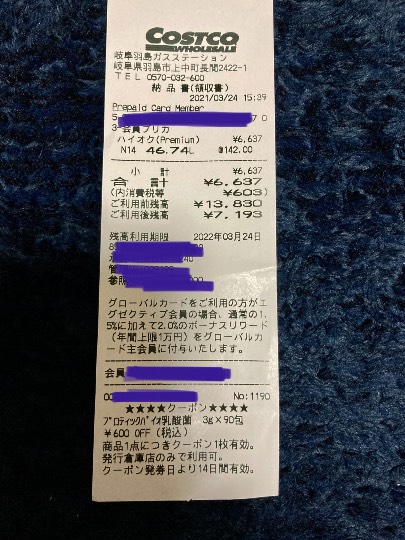 COSTCO
WHOLESALE
岐阜羽島ガスステーション
岐阜県羽島市上中町長間2422-1
TEL 0570-032-600
納 品 書(領収書)
2021/03/24 15:39
Prepaid Card Member
5 70
3-会員プリカ
ハイオク(Premium) ¥6,637
N14 46.74L @142.00
小 計 ¥6,637
合 計 ¥6,637
(内消費税等 ¥603)
ご利用前残高 ¥13,830
ご利用後残高 ¥7,193
残高利用期限 2022年03月24日
グローバルカードをご利用の方がエ
グゼクティブ会員の場合、通常の1.
5%に加えて2.0%のボーナスリワード
(年間上限1万円)をグローバルカ
ード主会員に付与いたします。
会員
00 No:1190
★★★★クーポン★★★★
プロティックバイオ乳酸菌 3g×90包
¥600 OFF(税込)
商品1点につきクーポン1枚有効。
発行倉庫店のみで利用可。
クーポン発券日より14日間有効。